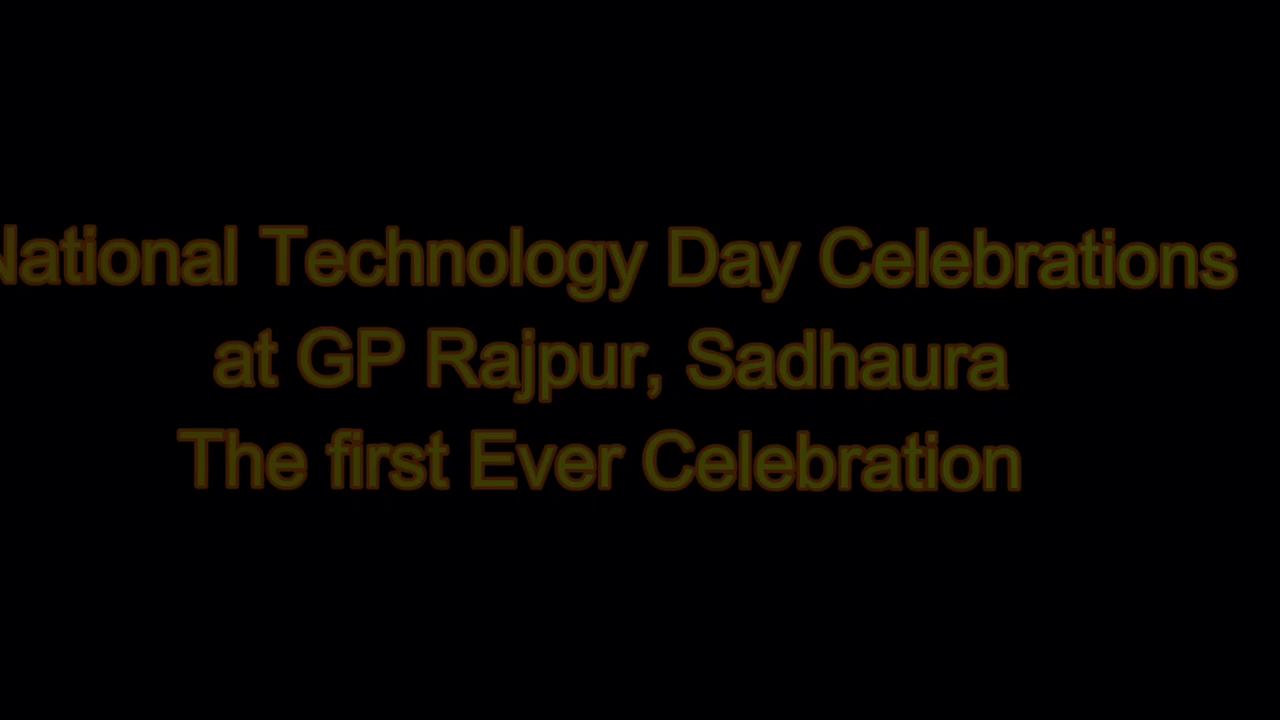 National Technology Day Celebrations
at GP Rajpur, Sadhaura
The first Ever Celebration